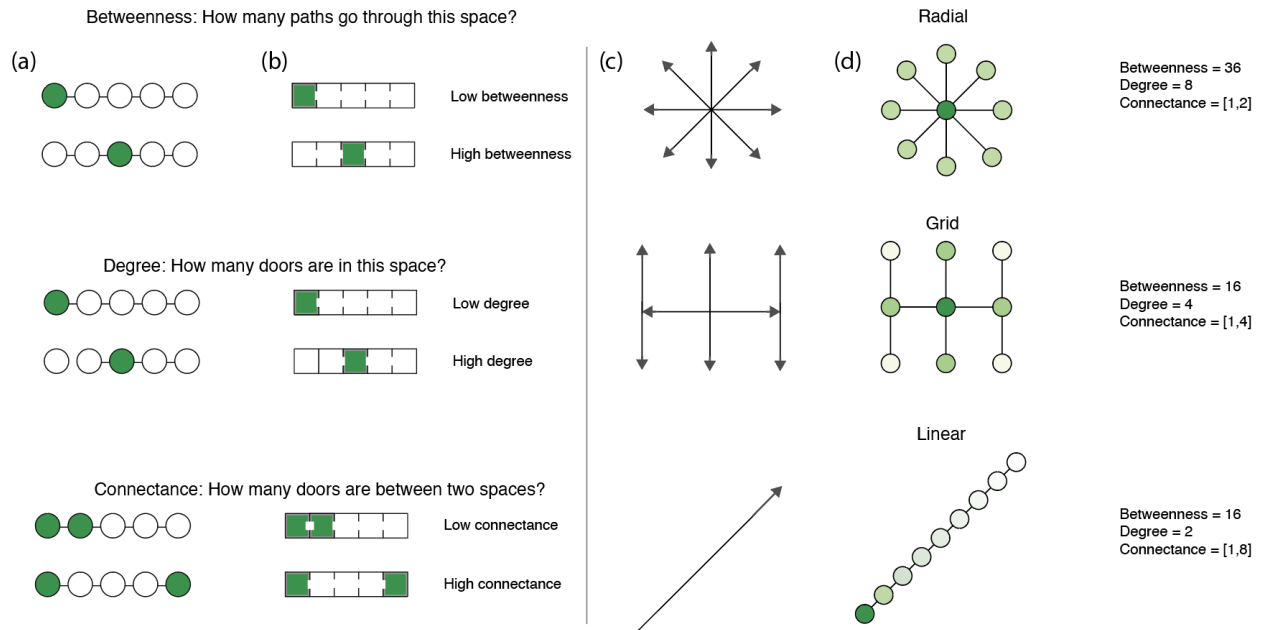 Betweenness: How many paths go through this space?
(a)
(b)
Low betweenness
High betweenness
Degree: How many doors are in this space?
Low degree
High degree
Connectance: How many doors are between two spaces?
Low connectance
High connectance
(c)
(d)
Radial
Betweenness = 36
Degree = 8
Connectance = [1,2]
Grid
Betweenness = 16
Degree = 4
Connectance = [1,4]
Linear
Betweenness = 16
Degree = 2
Connectance = [1,8]